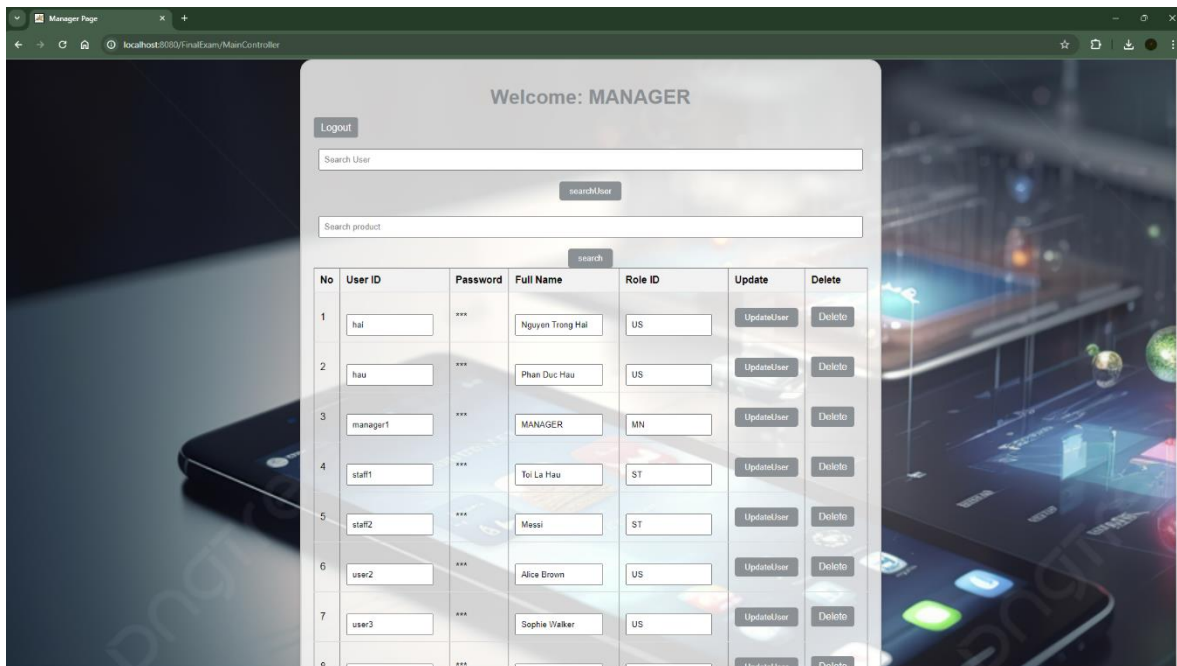 Manager Page
localhost:8080/FinalExam/MainController
Welcome: MANAGER
Logout
Search User
searchUser
Search product
search
No User ID Password Full Name Role ID Update Delete
1 hai *** Nguyen Trong Hai US UpdateUser Delete
2 hau *** Phan Duc Hau US UpdateUser Delete
3 manager1 *** MANAGER MN UpdateUser Delete
4 staff1 *** Toi La Hau ST UpdateUser Delete
5 staff2 *** Messi ST UpdateUser Delete
6 user2 *** Alice Brown US UpdateUser Delete
7 user3 *** Sophie Walker US UpdateUser Delete
8 *** UpdateUser Delete